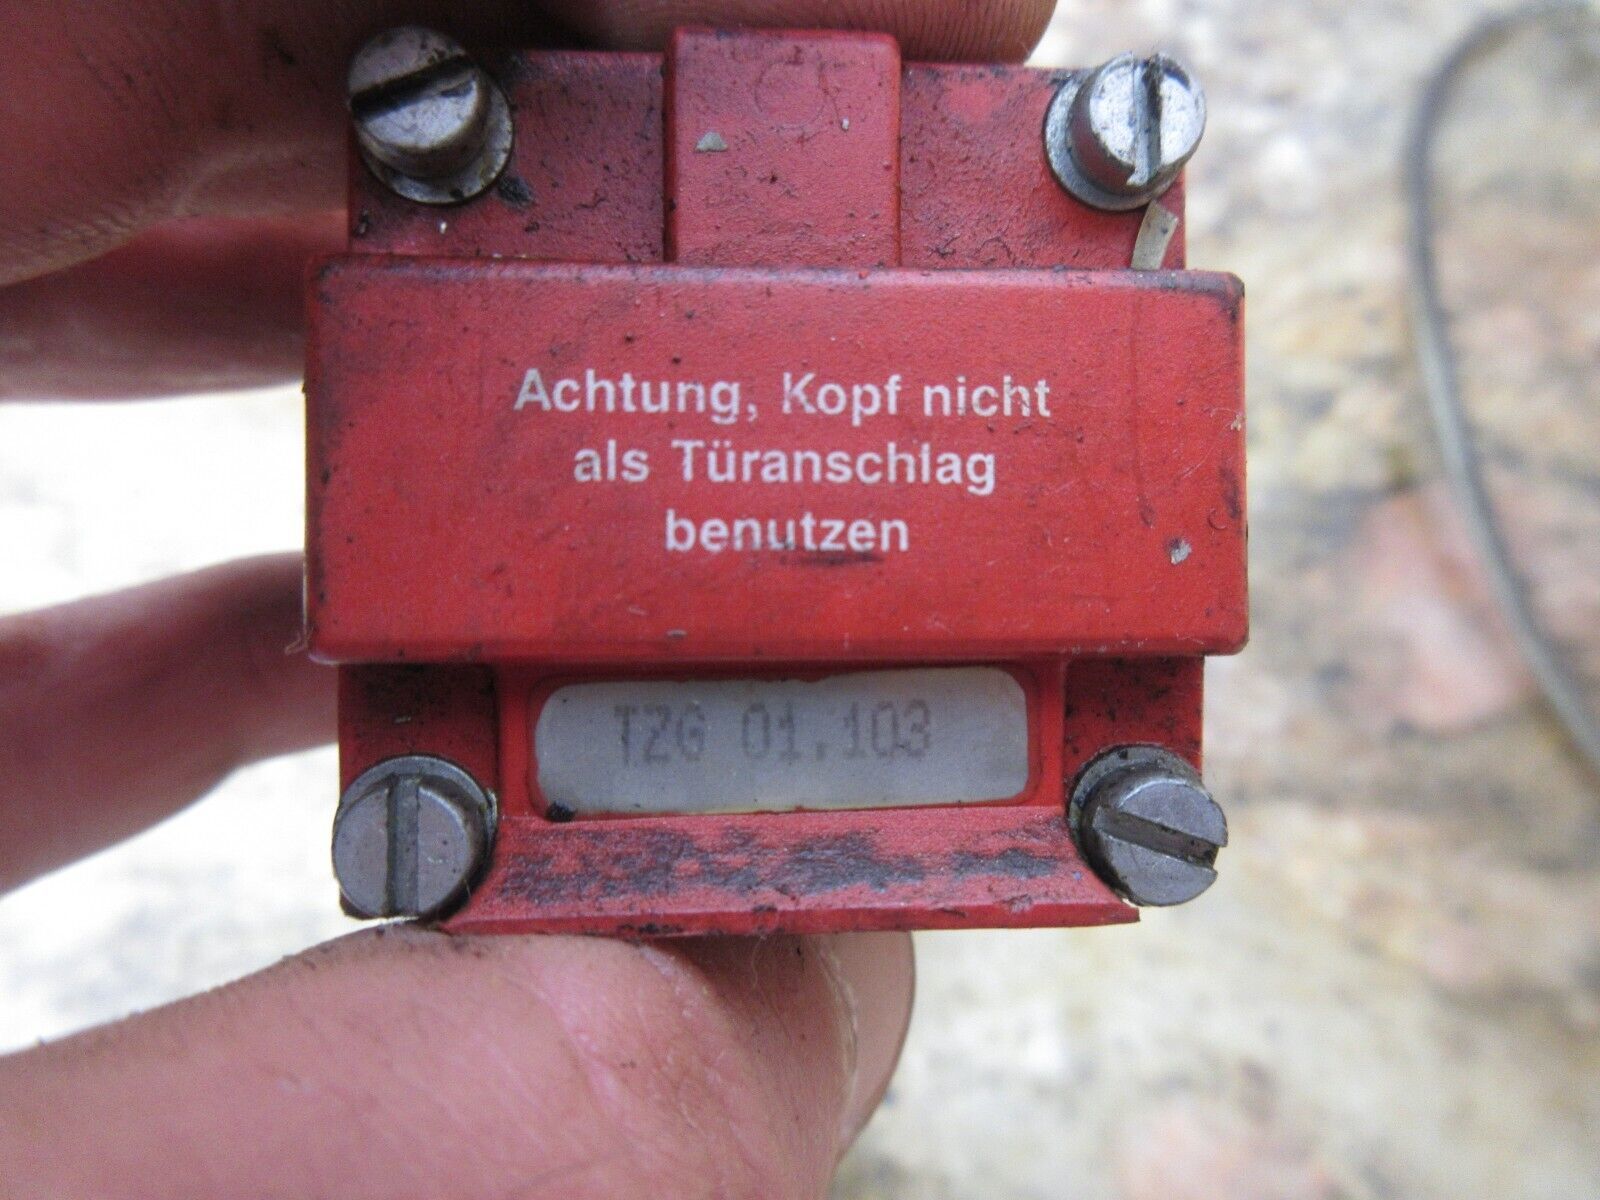 Achtung, Kopf nicht
als Türanschlag
benutzen
TZG 01.103